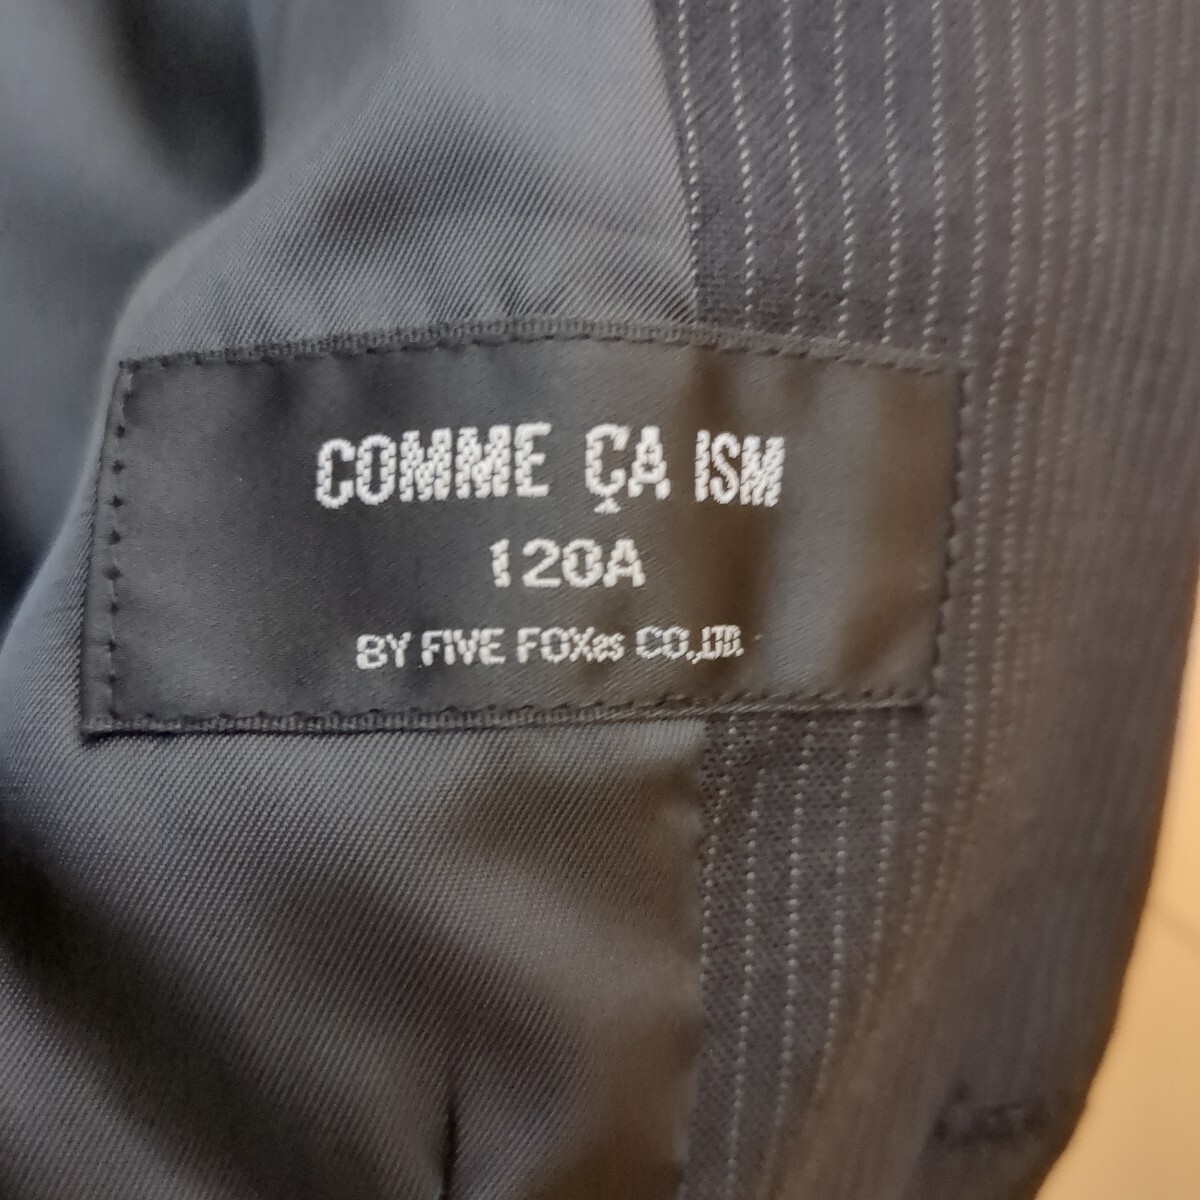 COMME ÇA ISM
120A
BY FIVE FOXes CO.,LTD.